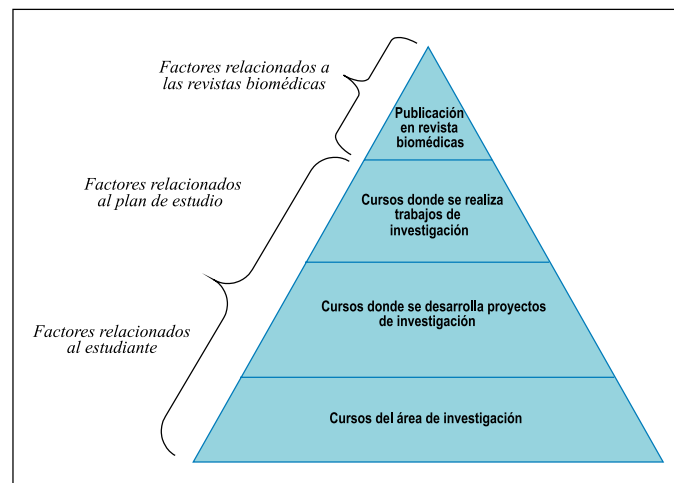 Factores relacionados a
las revistas biomédicas
Publicación
en revista
biomédicas
Factores relacionados
al plan de estudio
Cursos donde se realiza
trabajos de
investigación
Factores relacionados
al estudiante
Cursos donde se desarrolla proyectos
de investigación
Cursos del área de investigación